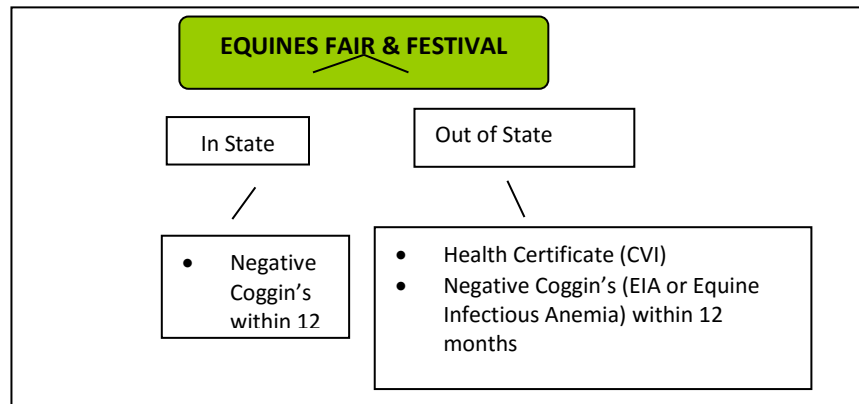 EQUINES FAIR & FESTIVAL
In State
Out of State
• Negative
Coggin’s
within 12
• Health Certificate (CVI)
• Negative Coggin’s (EIA or Equine
Infectious Anemia) within 12
months